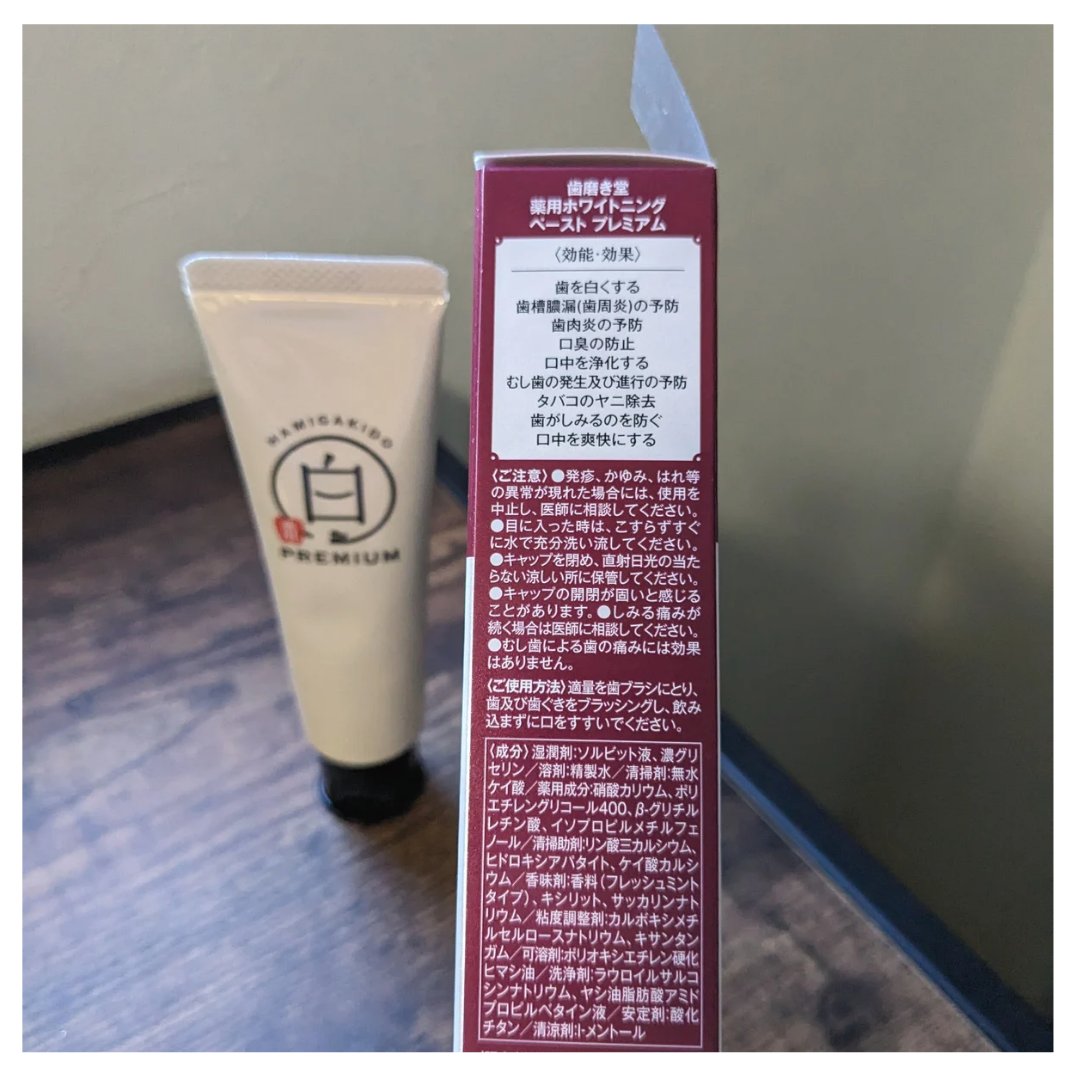 HAMIGAKIDO
白
PREMIUM
歯磨き堂
薬用ホワイトニング
ペースト プレミアム
〈効能・効果〉
歯を白くする
歯槽膿漏(歯周炎)の予防
歯肉炎の予防
口臭の防止
口中を浄化する
むし歯の発生及び進行の予防
タバコのヤニ除去
歯がしみるのを防ぐ
口中を爽快にする
〈ご注意〉●発疹、かゆみ、はれ等
の異常が現れた場合には、使用を
中止し、医師に相談してください。
●目に入った時は、こすらずすぐ
に水で充分洗い流してください。
●キャップを閉め、直射日光の当た
らない涼しい所に保管してください。
●キャップの開閉が固いと感じる
ことがあります。●しみる痛みが
続く場合は医師に相談してください。
●むし歯による歯の痛みには効果
はありません。
〈ご使用方法〉適量を歯ブラシにとり、
歯及び歯ぐきをブラッシングし、飲み
込まずに口をすすいでください。
〈成分〉湿潤剤:ソルビット液、濃グリ
セリン／溶剤:精製水／清掃剤:無水
ケイ酸／薬用成分:硝酸カリウム、ポリ
エチレングリコール400、β-グリチル
レチン酸、イソプロピルメチルフェ
ノール／清掃助剤:リン酸三カルシウム、
ヒドロキシアパタイト、ケイ酸カルシ
ウム／香味剤:香料(フレッシュミント
タイプ)、キシリット、サッカリンナト
リウム／粘度調整剤:カルボキシメチ
ルセルロースナトリウム、キサンタン
ガム／可溶剤:ポリオキシエチレン硬化
ヒマシ油／洗浄剤:ラウロイルサルコ
シンナトリウム、ヤシ油脂肪酸アミド
プロピルベタイン液／安定剤:酸化
チタン／清涼剤:l-メントール